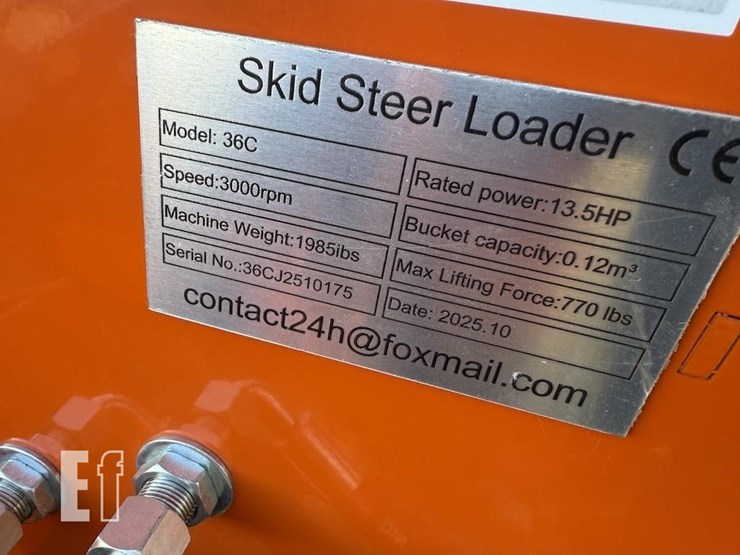 Skid Steer Loader CE
Model: 36C
Rated power:13.5HP
Speed:3000rpm
Bucket capacity:0.12m³
Machine Weight:1985ibs
Max Lifting Force:770 lbs
Serial No.:36CJ2510175
Date: 2025.10
contact24h@foxmail.com
Ef